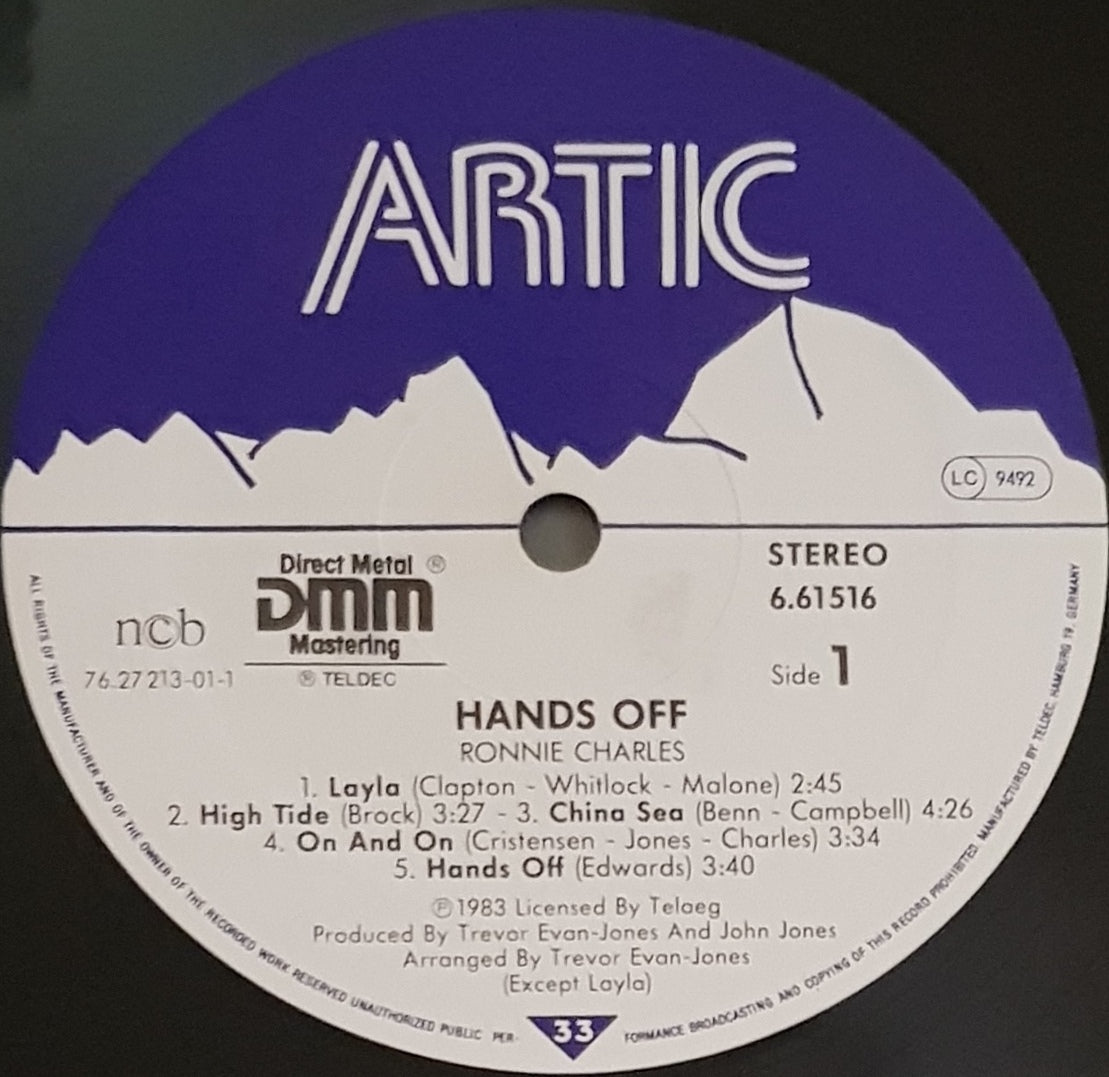 ARTIC
LC 9492
Direct Metal ®
DMM
Mastering
℗ TELDEC
ncb
76.27 213-01-1
STEREO
6.61516
Side 1
HANDS OFF
RONNIE CHARLES
1. Layla (Clapton - Whitlock - Malone) 2:45
2. High Tide (Brock) 3:27 - 3. China Sea (Benn - Campbell) 4:26
4. On And On (Cristensen - Jones - Charles) 3:34
5. Hands Off (Edwards) 3:40
℗ 1983 Licensed By Telaeg
Produced By Trevor Evan-Jones And John Jones
Arranged By Trevor Evan-Jones
(Except Layla)
ALL RIGHTS OF THE MANUFACTURER AND OF THE OWNER OF THE RECORDED WORK RESERVED UNAUTHORIZED PUBLIC PER-
33
FORMANCE BROADCASTING AND COPYING OF THIS RECORD PROHIBITED MANUFACTURED BY TELDEC HAMBURG 19. GERMANY